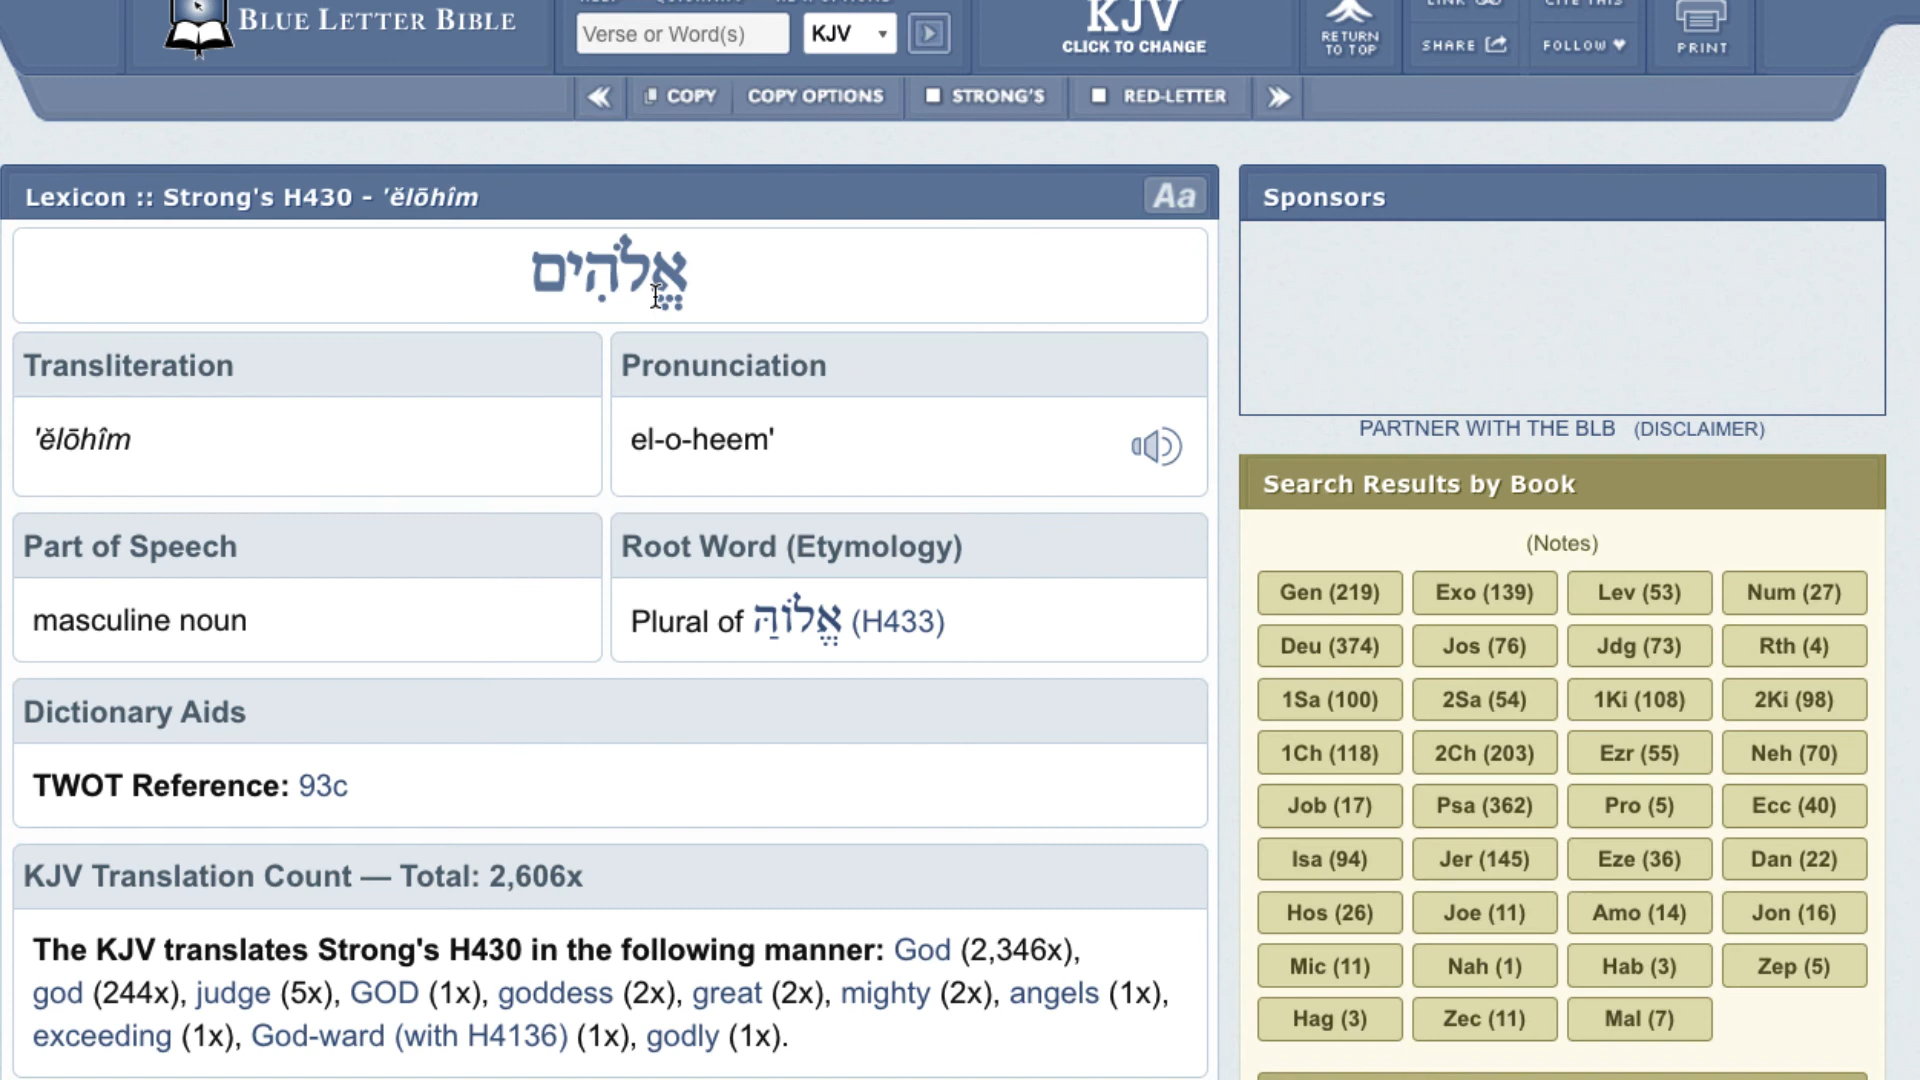 BLUE LETTER BIBLE
Verse or Word(s)
KJV
KJV
CLICK TO CHANGE
RETURN
TO TOP
LINK
CITE THIS
SHARE
FOLLOW
PRINT
COPY
COPY OPTIONS
STRONG'S
RED-LETTER
Lexicon :: Strong's H430 - 'ĕlōhîm
Aa
אֱלֹהִים
Transliteration
'ĕlōhîm
Pronunciation
el-o-heem'
Part of Speech
masculine noun
Root Word (Etymology)
Plural of אֱלוֹהַּ (H433)
Dictionary Aids
TWOT Reference: 93c
KJV Translation Count — Total: 2,606x
The KJV translates Strong's H430 in the following manner: God (2,346x),
god (244x), judge (5x), GOD (1x), goddess (2x), great (2x), mighty (2x), angels (1x),
exceeding (1x), God-ward (with H4136) (1x), godly (1x).
Sponsors
PARTNER WITH THE BLB (DISCLAIMER)
Search Results by Book
(Notes)
Gen (219) Exo (139) Lev (53) Num (27)
Deu (374) Jos (76) Jdg (73) Rth (4)
1Sa (100) 2Sa (54) 1Ki (108) 2Ki (98)
1Ch (118) 2Ch (203) Ezr (55) Neh (70)
Job (17) Psa (362) Pro (5) Ecc (40)
Isa (94) Jer (145) Eze (36) Dan (22)
Hos (26) Joe (11) Amo (14) Jon (16)
Mic (11) Nah (1) Hab (3) Zep (5)
Hag (3) Zec (11) Mal (7)